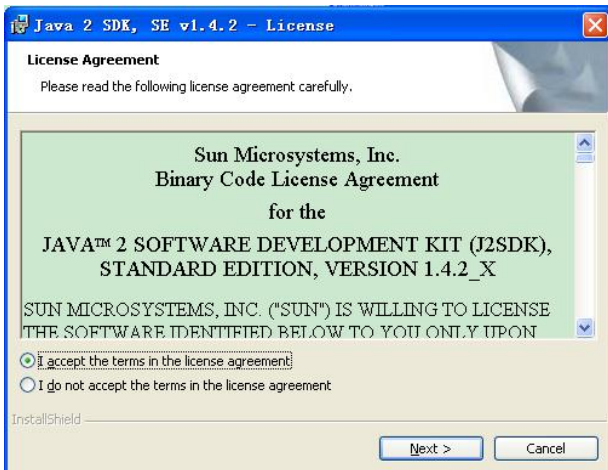 Java 2 SDK, SE v1.4.2 - License
License Agreement
Please read the following license agreement carefully.
Sun Microsystems, Inc.
Binary Code License Agreement
for the
JAVA™ 2 SOFTWARE DEVELOPMENT KIT (J2SDK),
STANDARD EDITION, VERSION 1.4.2_X
SUN MICROSYSTEMS, INC. ("SUN") IS WILLING TO LICENSE
THE SOFTWARE IDENTIFIED BELOW TO YOU ONLY UPON
I accept the terms in the license agreement
I do not accept the terms in the license agreement
InstallShield
Next >
Cancel